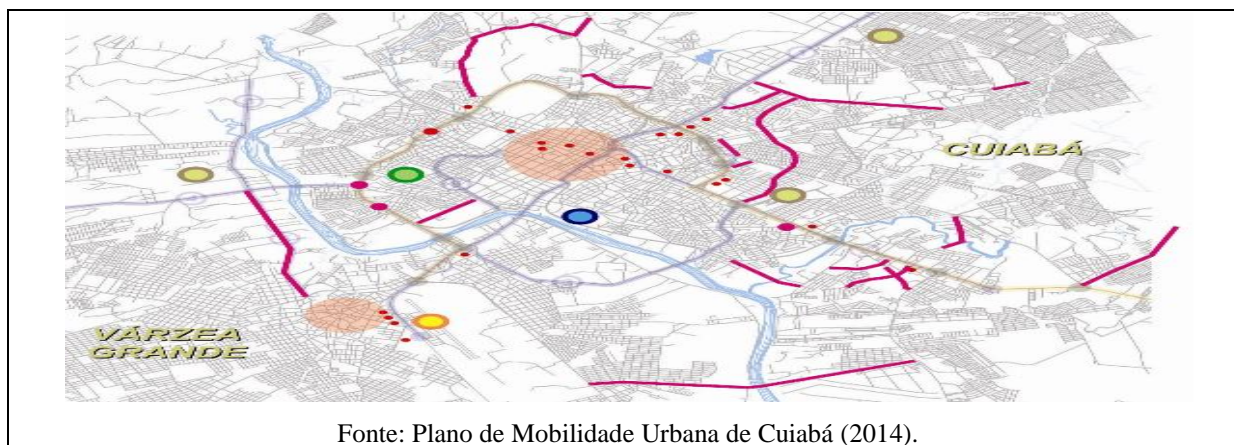 CUIABÁ
VÁRZEA
GRANDE
Fonte: Plano de Mobilidade Urbana de Cuiabá (2014).